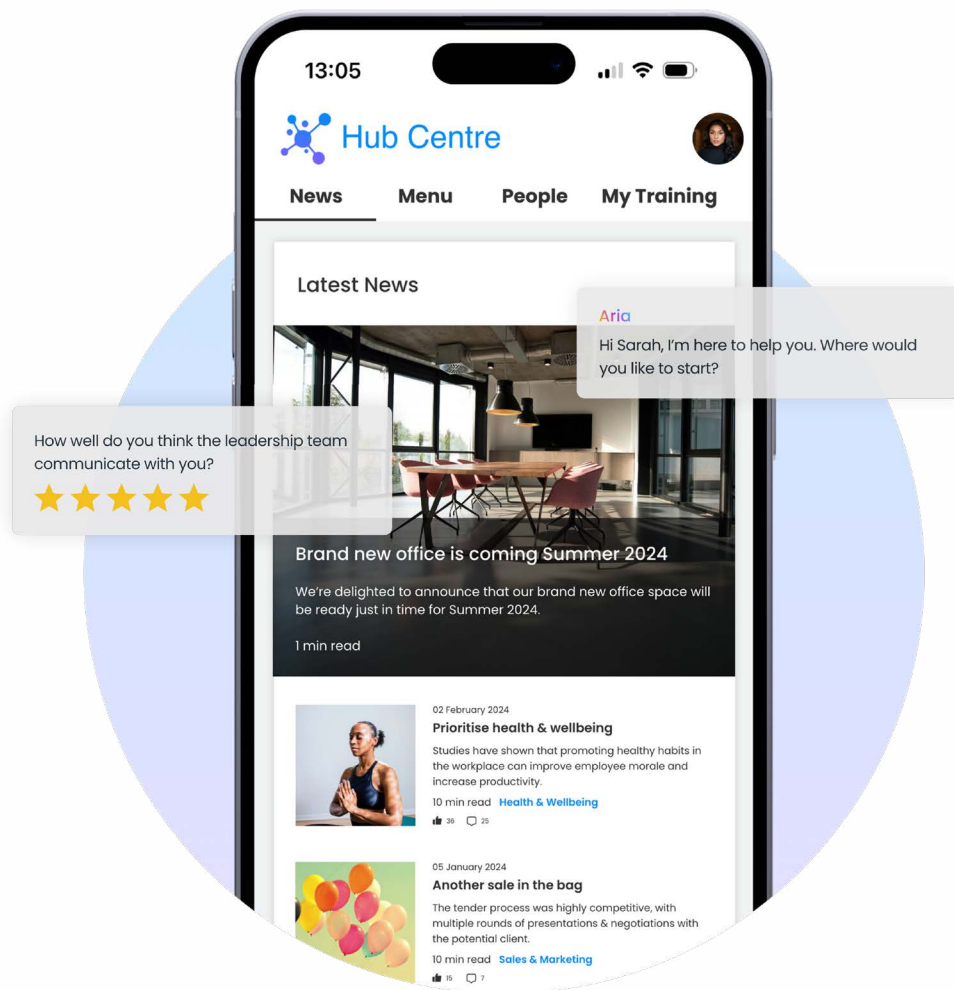 13:05
Hub Centre
News Menu People My Training
Latest News
Aria
Hi Sarah, I'm here to help you. Where would
you like to start?
How well do you think the leadership team
communicate with you?
Brand new office is coming Summer 2024
We're delighted to announce that our brand new office space will
be ready just in time for Summer 2024.
1 min read
02 February 2024
Prioritise health & wellbeing
Studies have shown that promoting healthy habits in
the workplace can improve employee morale and
increase productivity.
10 min read Health & Wellbeing
36 25
05 January 2024
Another sale in the bag
The tender process was highly competitive, with
multiple rounds of presentations & negotiations with
the potential client.
10 min read Sales & Marketing
15 7